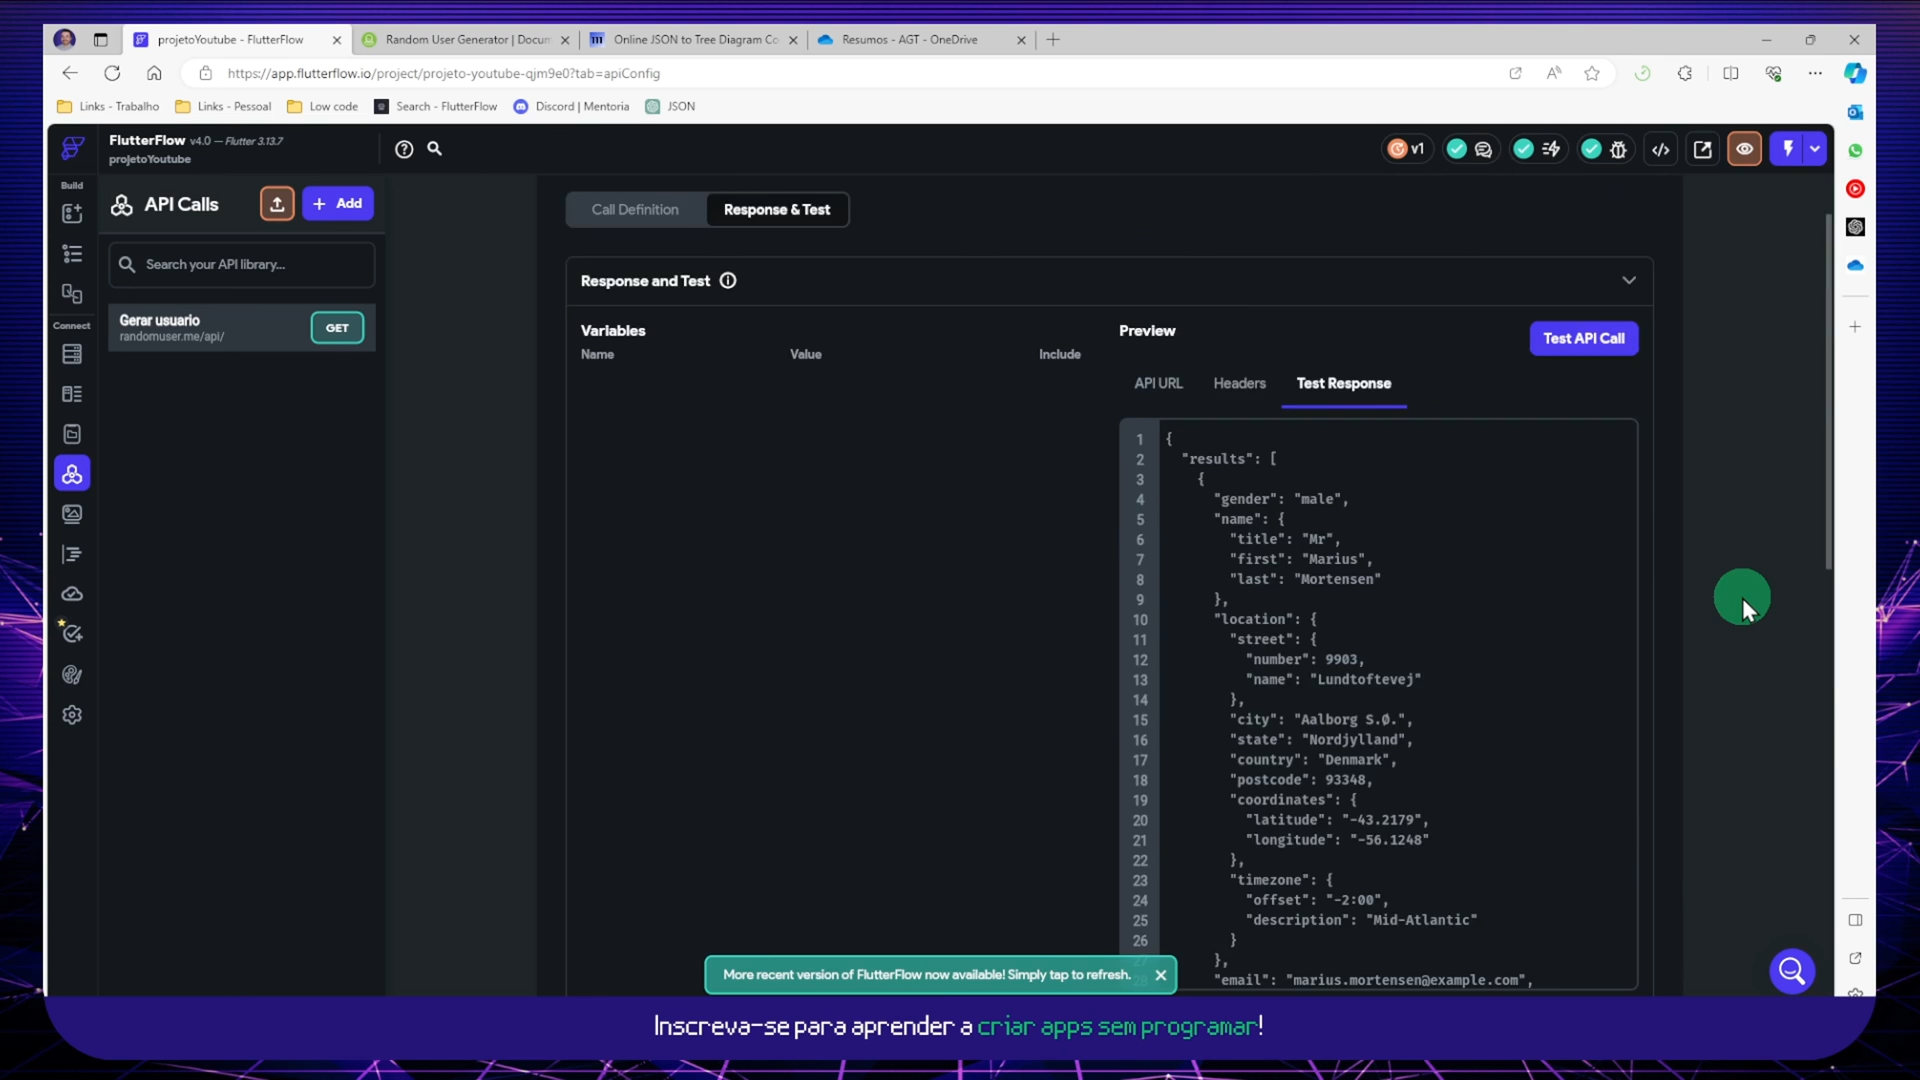 projetoYoutube - FlutterFlow
Random User Generator | Docum
Online JSON to Tree Diagram Co
Resumos - AGT - OneDrive
https://app.flutterflow.io/project/projeto-youtube-qjm9e0?tab=apiConfig
Links - Trabalho
Links - Pessoal
Low code
Search - FlutterFlow
Discord | Mentoria
JSON
FlutterFlow v4.0 — Flutter 3.13.7
projetoYoutube
v1
Build
Connect
API Calls
+ Add
Search your API library...
Gerar usuario
randomuser.me/api/
GET
Call Definition
Response & Test
Response and Test
Variables
Name Value Include
Preview
Test API Call
API URL
Headers
Test Response
1 {
2 "results": [
3 {
4 "gender": "male",
5 "name": {
6 "title": "Mr",
7 "first": "Marius",
8 "last": "Mortensen"
9 },
10 "location": {
11 "street": {
12 "number": 9903,
13 "name": "Lundtoftevej"
14 },
15 "city": "Aalborg S.Ø.",
16 "state": "Nordjylland",
17 "country": "Denmark",
18 "postcode": 93348,
19 "coordinates": {
20 "latitude": "-43.2179",
21 "longitude": "-56.1248"
22 },
23 "timezone": {
24 "offset": "-2:00",
25 "description": "Mid-Atlantic"
26 }
27 },
28 "email": "marius.mortensen@example.com",
More recent version of FlutterFlow now available! Simply tap to refresh.
Inscreva-se para aprender a criar apps sem programar!